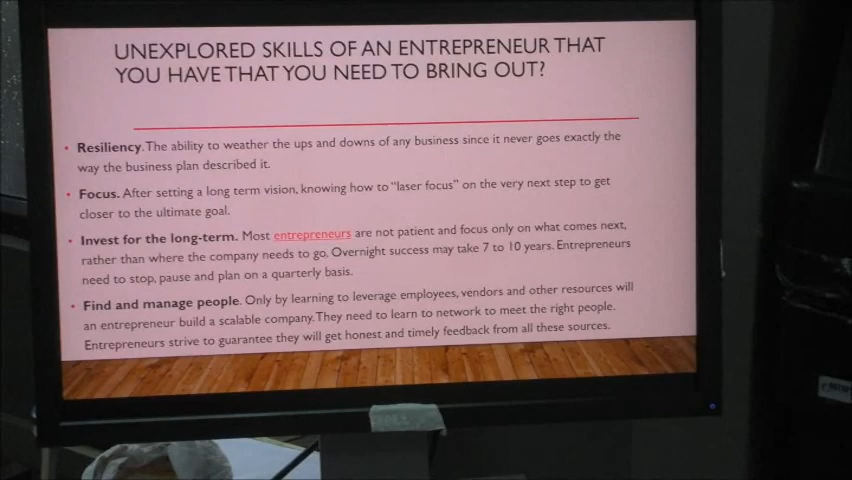 UNEXPLORED SKILLS OF AN ENTREPRENEUR THAT
YOU HAVE THAT YOU NEED TO BRING OUT?
• Resiliency. The ability to weather the ups and downs of any business since it never goes exactly the
way the business plan described it.
• Focus. After setting a long term vision, knowing how to "laser focus" on the very next step to get
closer to the ultimate goal.
• Invest for the long-term. Most entrepreneurs are not patient and focus only on what comes next,
rather than where the company needs to go. Overnight success may take 7 to 10 years. Entrepreneurs
need to stop, pause and plan on a quarterly basis.
• Find and manage people. Only by learning to leverage employees, vendors and other resources will
an entrepreneur build a scalable company. They need to learn to network to meet the right people.
Entrepreneurs strive to guarantee they will get honest and timely feedback from all these sources.